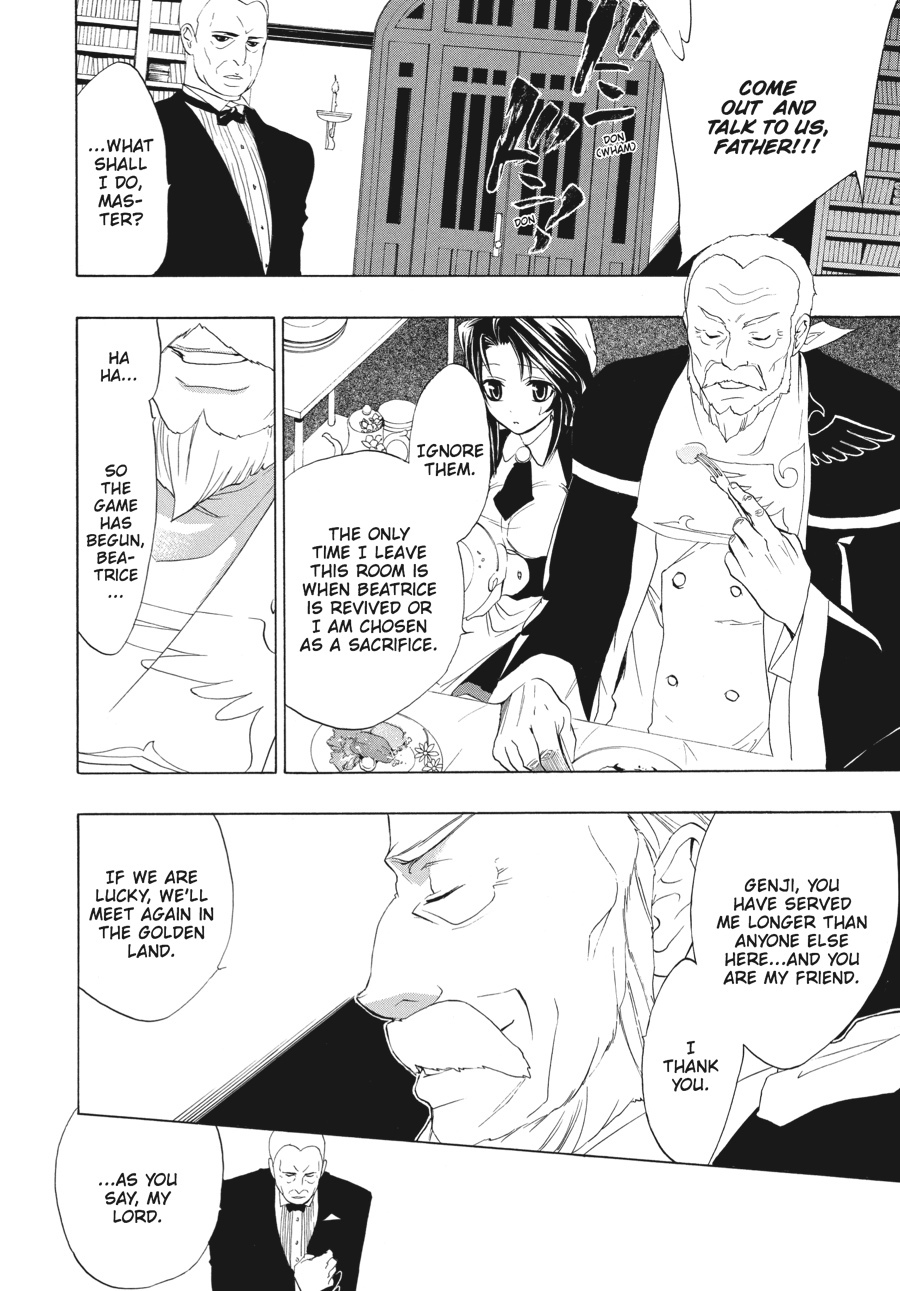 COME
OUT AND
TALK TO US,
FATHER!!!
ドン
DON
(WHAM)
ドン
DON
...WHAT
SHALL
I DO,
MAS-
TER?
IGNORE
THEM.
THE ONLY
TIME I LEAVE
THIS ROOM IS
WHEN BEATRICE
IS REVIVED OR
I AM CHOSEN
AS A SACRIFICE.
HA
HA...
SO
THE
GAME
HAS
BEGUN,
BEA-
TRICE
...
GENJI, YOU
HAVE SERVED
ME LONGER THAN
ANYONE ELSE
HERE...AND YOU
ARE MY FRIEND.
I
THANK
YOU.
IF WE ARE
LUCKY, WE'LL
MEET AGAIN IN
THE GOLDEN
LAND.
...AS YOU
SAY, MY
LORD.